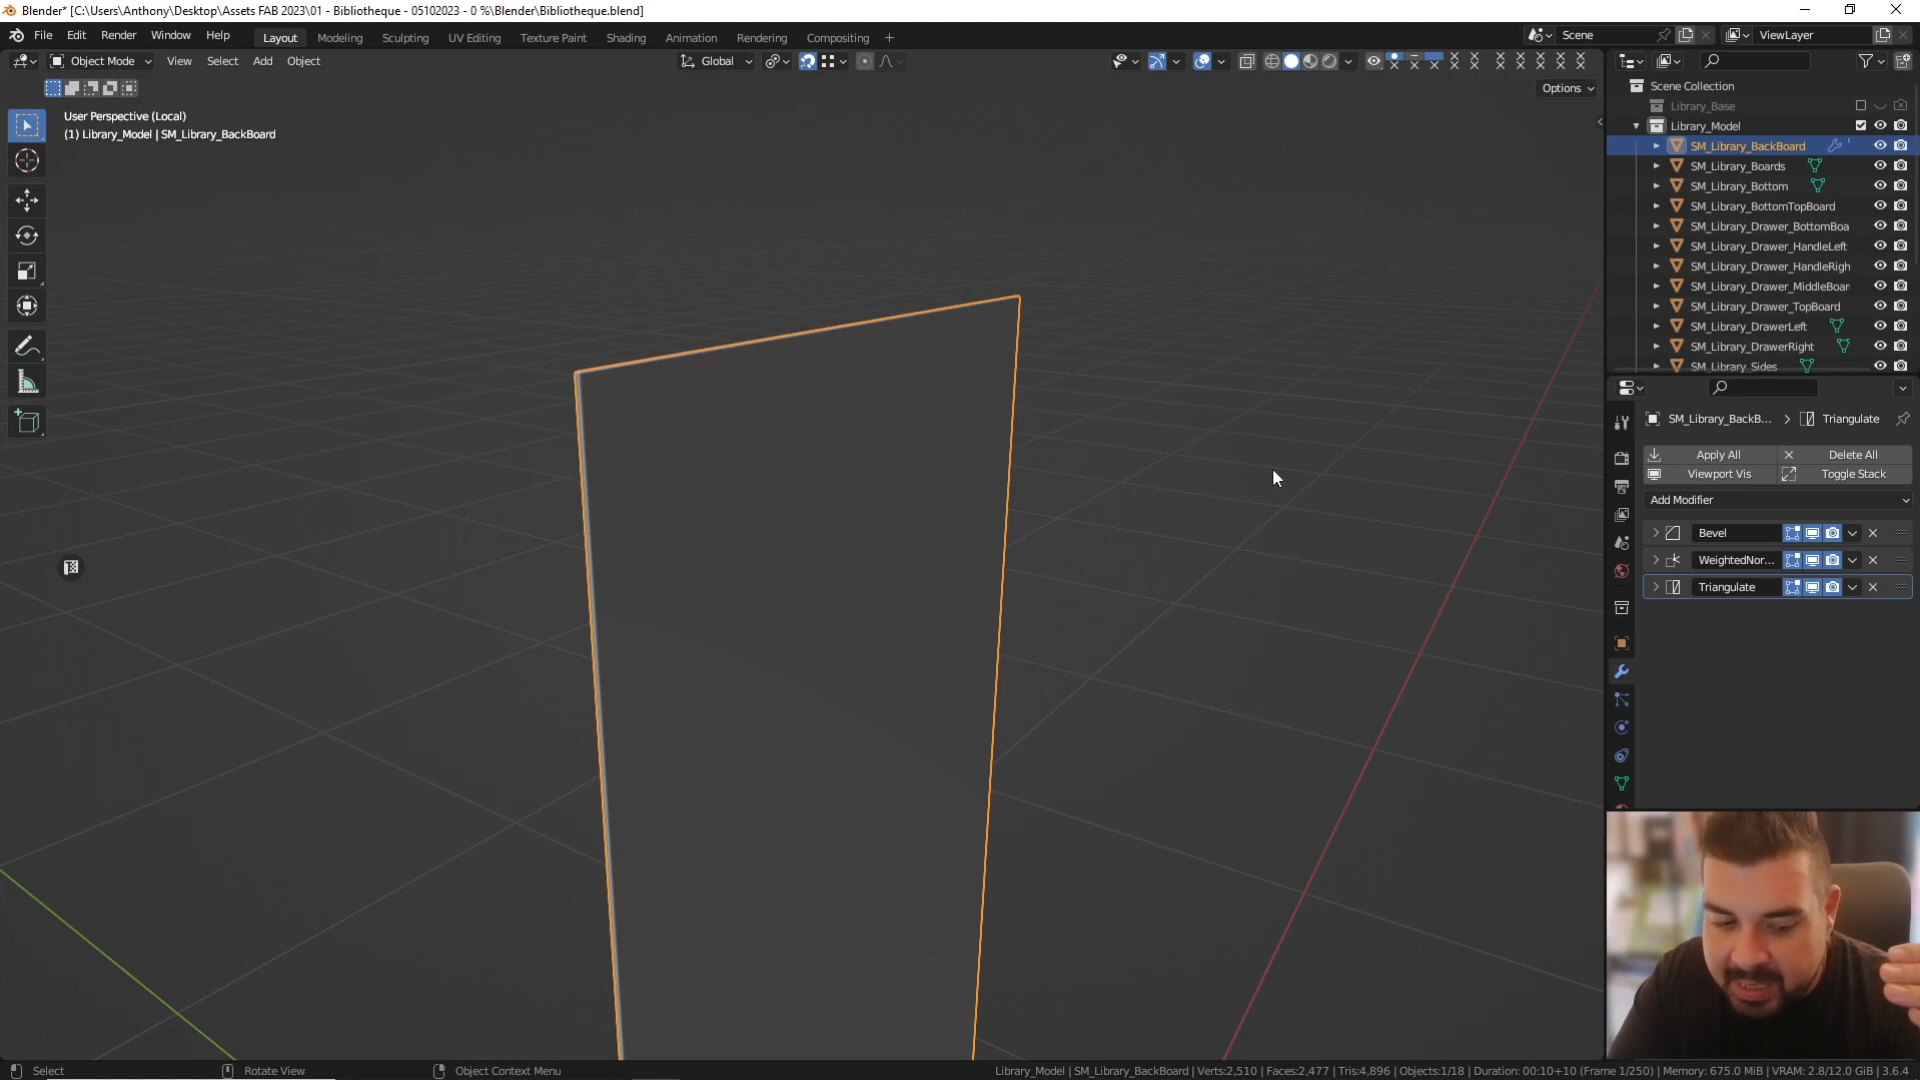 Blender* [C:\Users\Anthony\Desktop\Assets FAB 2023\01 - Bibliotheque - 05102023 - 0 %\Blender\Bibliotheque.blend]
File Edit Render Window Help
Layout Modeling Sculpting UV Editing Texture Paint Shading Animation Rendering Compositing +
Scene
ViewLayer
Object Mode View Select Add Object
Global
Options
User Perspective (Local)
(1) Library_Model | SM_Library_BackBoard
Scene Collection
Library_Base
Library_Model
SM_Library_BackBoard
SM_Library_Boards
SM_Library_Bottom
SM_Library_BottomTopBoard
SM_Library_Drawer_BottomBoa
SM_Library_Drawer_HandleLeft
SM_Library_Drawer_HandleRigh
SM_Library_Drawer_MiddleBoar
SM_Library_Drawer_TopBoard
SM_Library_DrawerLeft
SM_Library_DrawerRight
SM_Library_Sides
SM_Library_BackB... > Triangulate
Apply All Delete All
Viewport Vis Toggle Stack
Add Modifier
Bevel
WeightedNor...
Triangulate
Select Rotate View Object Context Menu
Library_Model | SM_Library_BackBoard | Verts:2,510 | Faces:2,477 | Tris:4,896 | Objects:1/18 | Duration: 00:10+10 (Frame 1/250) | Memory: 675.0 MiB | VRAM: 2.8/12.0 GiB | 3.6.4